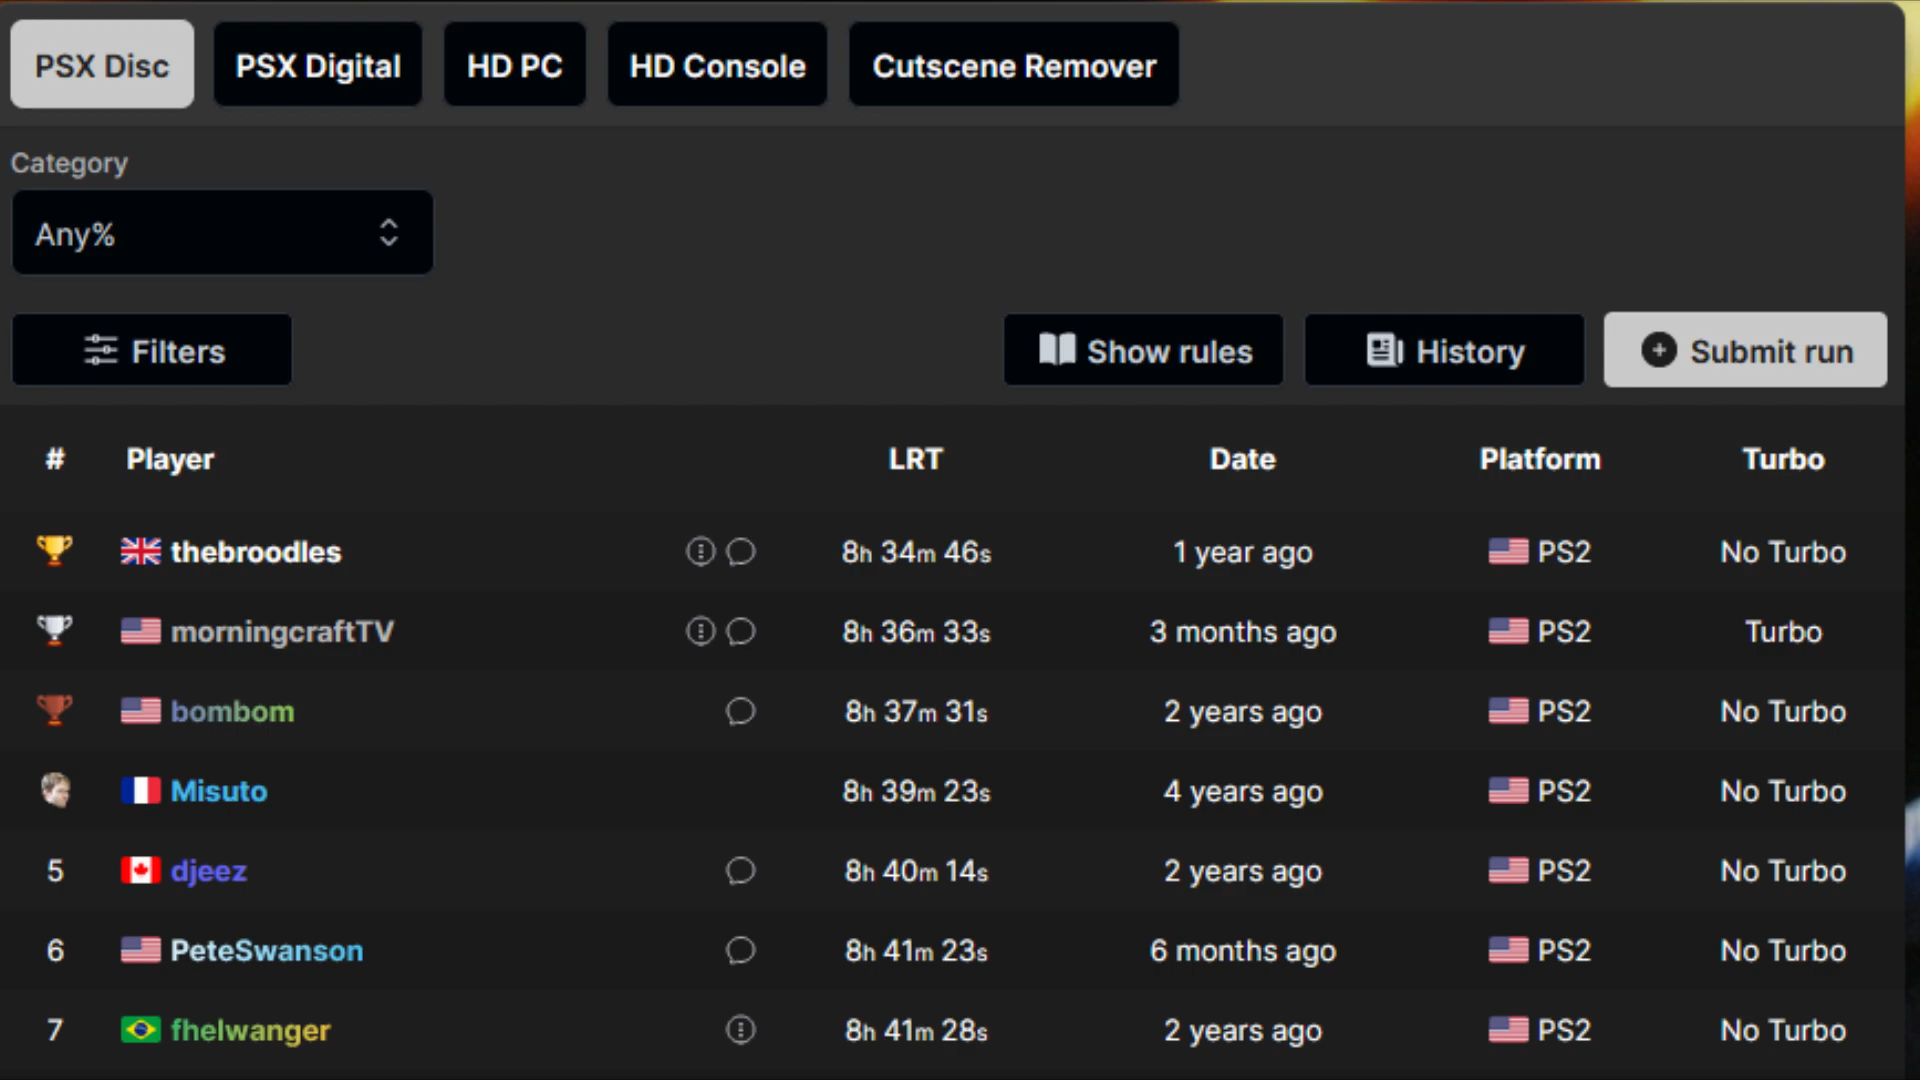 PSX Disc PSX Digital HD PC HD Console Cutscene Remover
Category
Any%
Filters Show rules History Submit run
# Player LRT Date Platform Turbo
thebroodles 8h 34m 46s 1 year ago PS2 No Turbo
morningcraftTV 8h 36m 33s 3 months ago PS2 Turbo
bombom 8h 37m 31s 2 years ago PS2 No Turbo
Misuto 8h 39m 23s 4 years ago PS2 No Turbo
5 djeez 8h 40m 14s 2 years ago PS2 No Turbo
6 PeteSwanson 8h 41m 23s 6 months ago PS2 No Turbo
7 fhelwanger 8h 41m 28s 2 years ago PS2 No Turbo